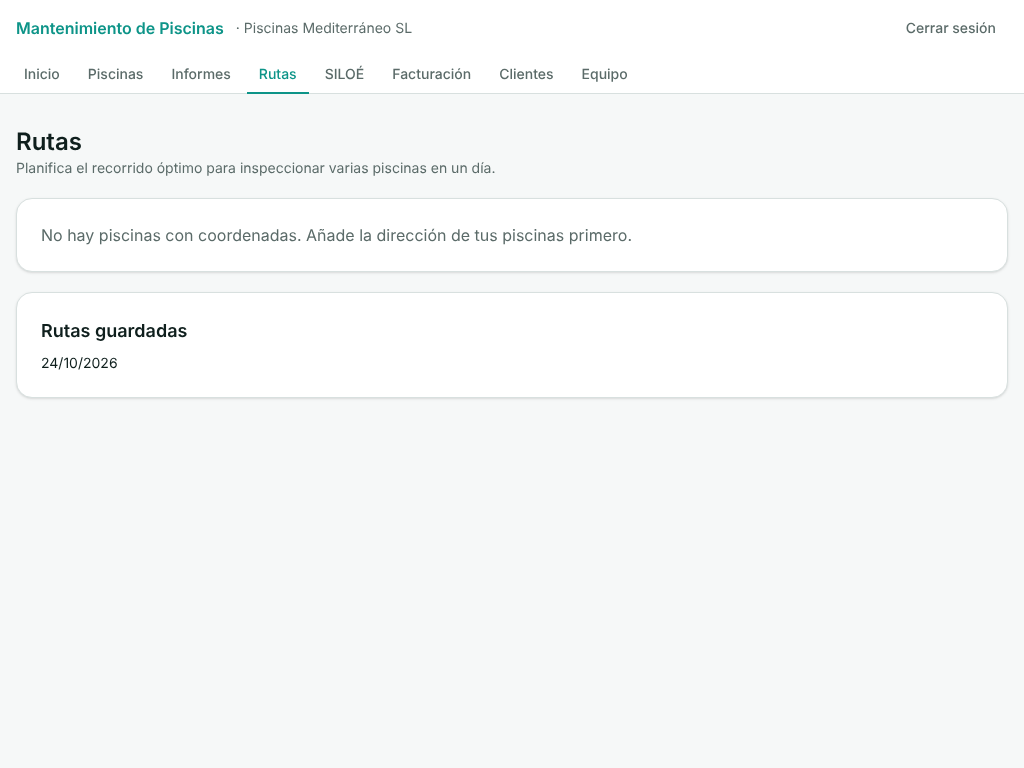 Mantenimiento de Piscinas · Piscinas Mediterráneo SL Cerrar sesión
Inicio Piscinas Informes Rutas SILOÉ Facturación Clientes Equipo
Rutas
Planifica el recorrido óptimo para inspeccionar varias piscinas en un día.
No hay piscinas con coordenadas. Añade la dirección de tus piscinas primero.
Rutas guardadas
24/10/2026